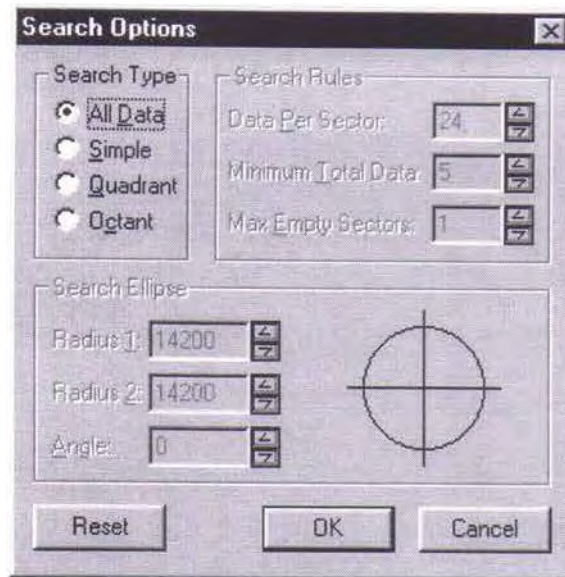 Search Options
Search Type
All Data
Simple
Quadrant
Octant
Search Rules
Data Per Sector: 24
Minimum Total Data: 5
Max Empty Sectors: 1
Search Ellipse
Radius 1: 14200
Radius 2: 14200
Angle: 0
Reset OK Cancel